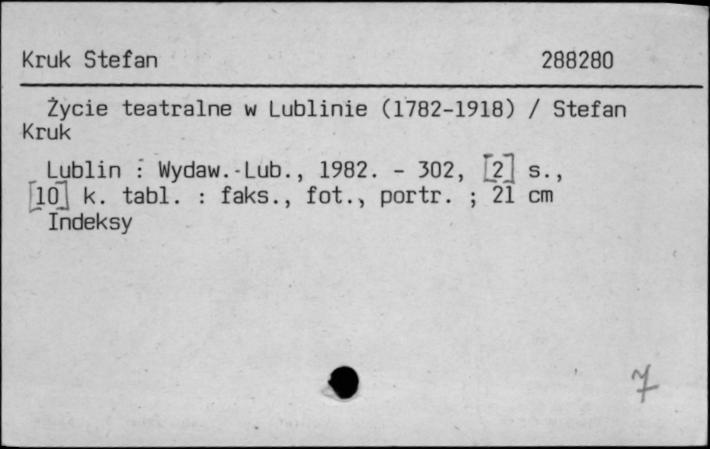 Kruk Stefan 288280
Życie teatralne w Lublinie (1782-1918) / Stefan
Kruk
Lublin : Wydaw. Lub., 1982. - 302, [2] s.,
[10] k. tabl. : faks., fot., portr. ; 21 cm
Indeksy
7